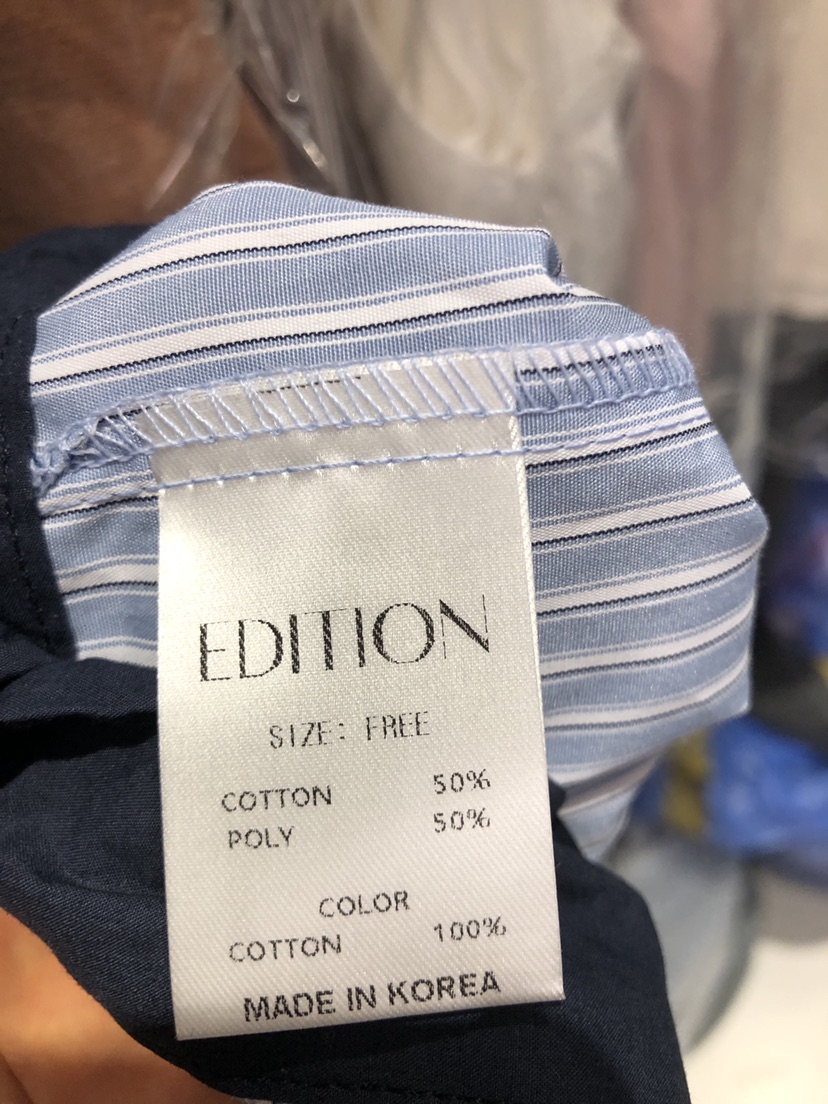 EDITION
SIZE: FREE
COTTON 50%
POLY 50%
COLOR
COTTON 100%
MADE IN KOREA